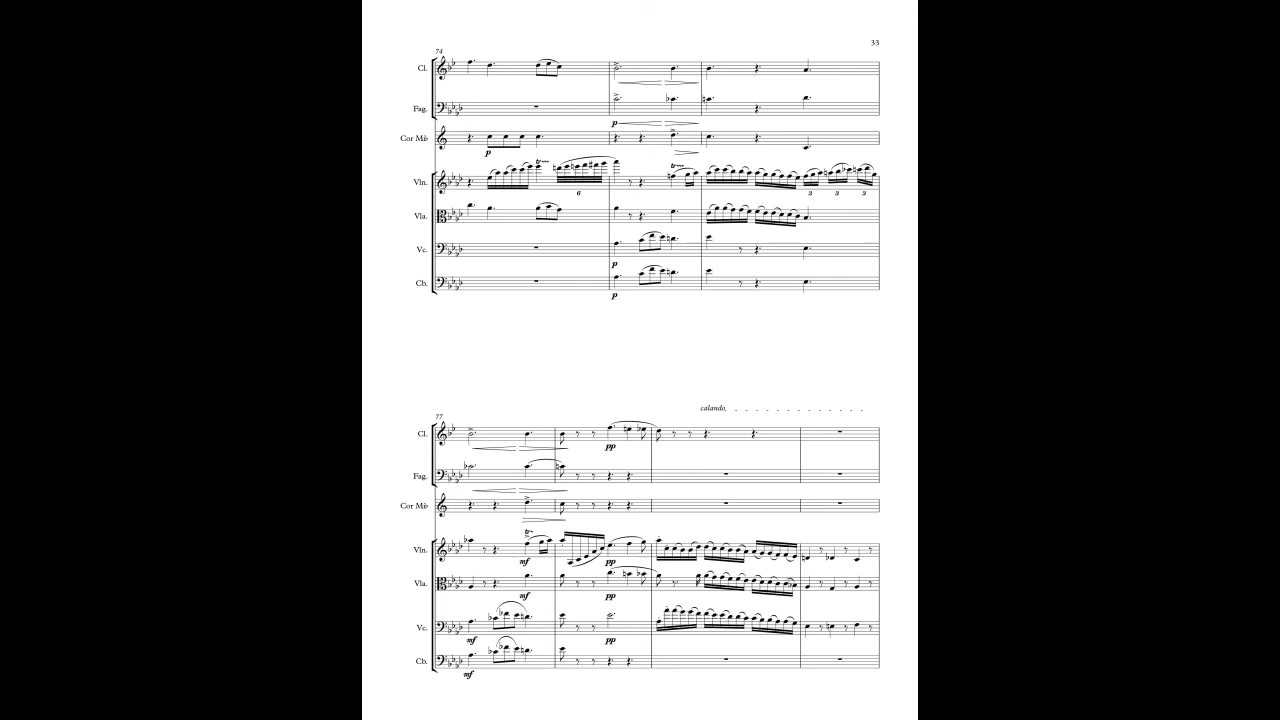 33
74
Cl.
Fag.
p
Cor Mi♭
p
Vln.
6
3
3
3
Vla.
Vc.
p
Cb.
p
calando,
77
Cl.
pp
Fag.
Cor Mi♭
Vln.
mf
pp
Vla.
mf
pp
Vc.
mf
pp
Cb.
mf